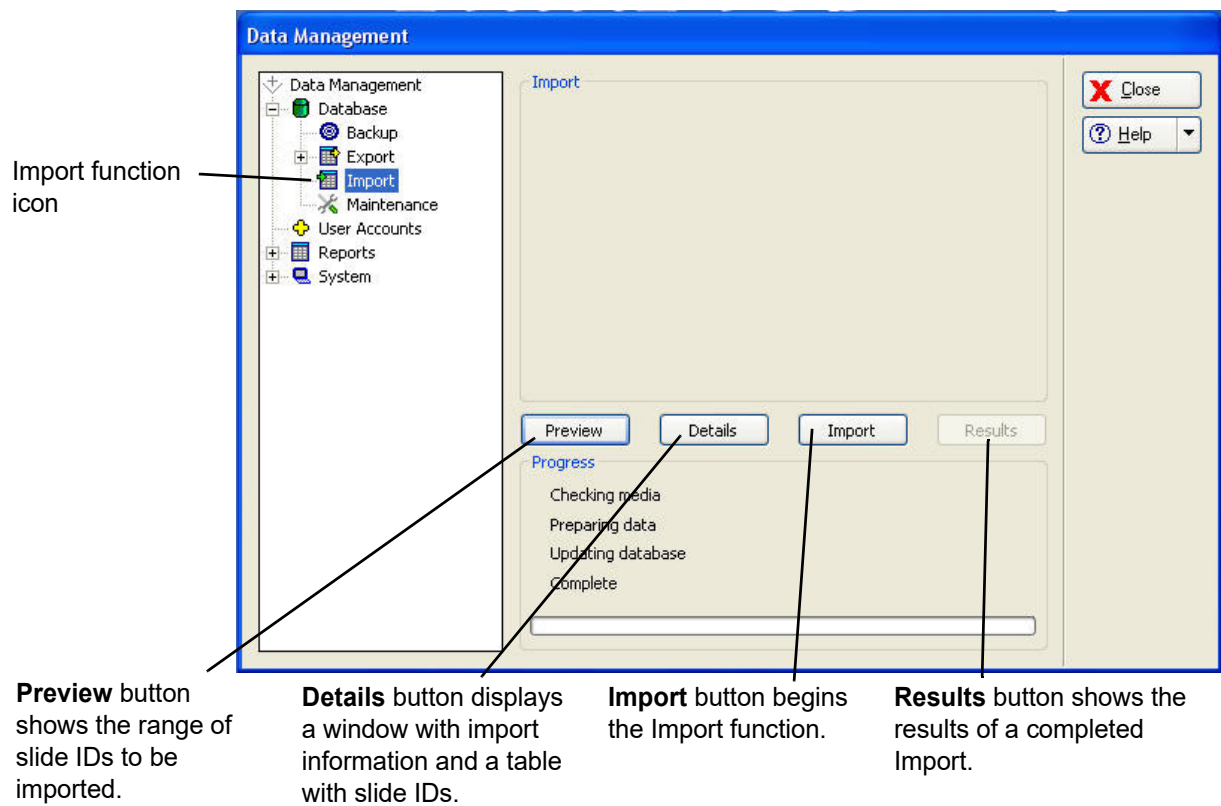 Data Management
Data Management
Database
Backup
Export
Import
Maintenance
User Accounts
Reports
System
Import function
icon
Import
Close
Help
Preview
Details
Import
Results
Progress
Checking media
Preparing data
Updating database
Complete
Preview button
shows the range of
slide IDs to be
imported.
Details button displays
a window with import
information and a table
with slide IDs.
Import button begins
the Import function.
Results button shows the
results of a completed
Import.